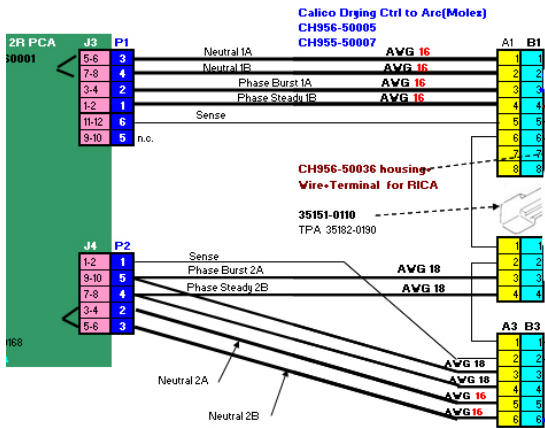 Calico Drying Ctrl to Arc(Molex)
CH956-50005
CH955-50007
2R PCA J3 P1 A1 B1
0001 5-6 3 Neutral 1A AWG 16 1 1
7-8 4 Neutral 1B AWG 16 2 2
3-4 2 Phase Burst 1A AWG 16 3 3
1-2 1 Phase Steady 1B AWG 16 4 4
11-12 6 Sense 5 5
9-10 5 n.c. 6 6
7 7
CH956-50036 housing+ 8 8
Wire+Terminal for RICA
35151-0110
TPA 35182-0190
J4 P2 1 1
1-2 1 Sense 2 2
9-10 5 Phase Burst 2A AWG 18 3 3
7-8 4 Phase Steady 2B AWG 18 4 4
3-4 2
5-6 3 A3 B3
0168 1 1
AWG 18 2 2
Neutral 2A AWG 18 3 3
AWG 16 4 4
Neutral 2B AWG16 5 5
6 6